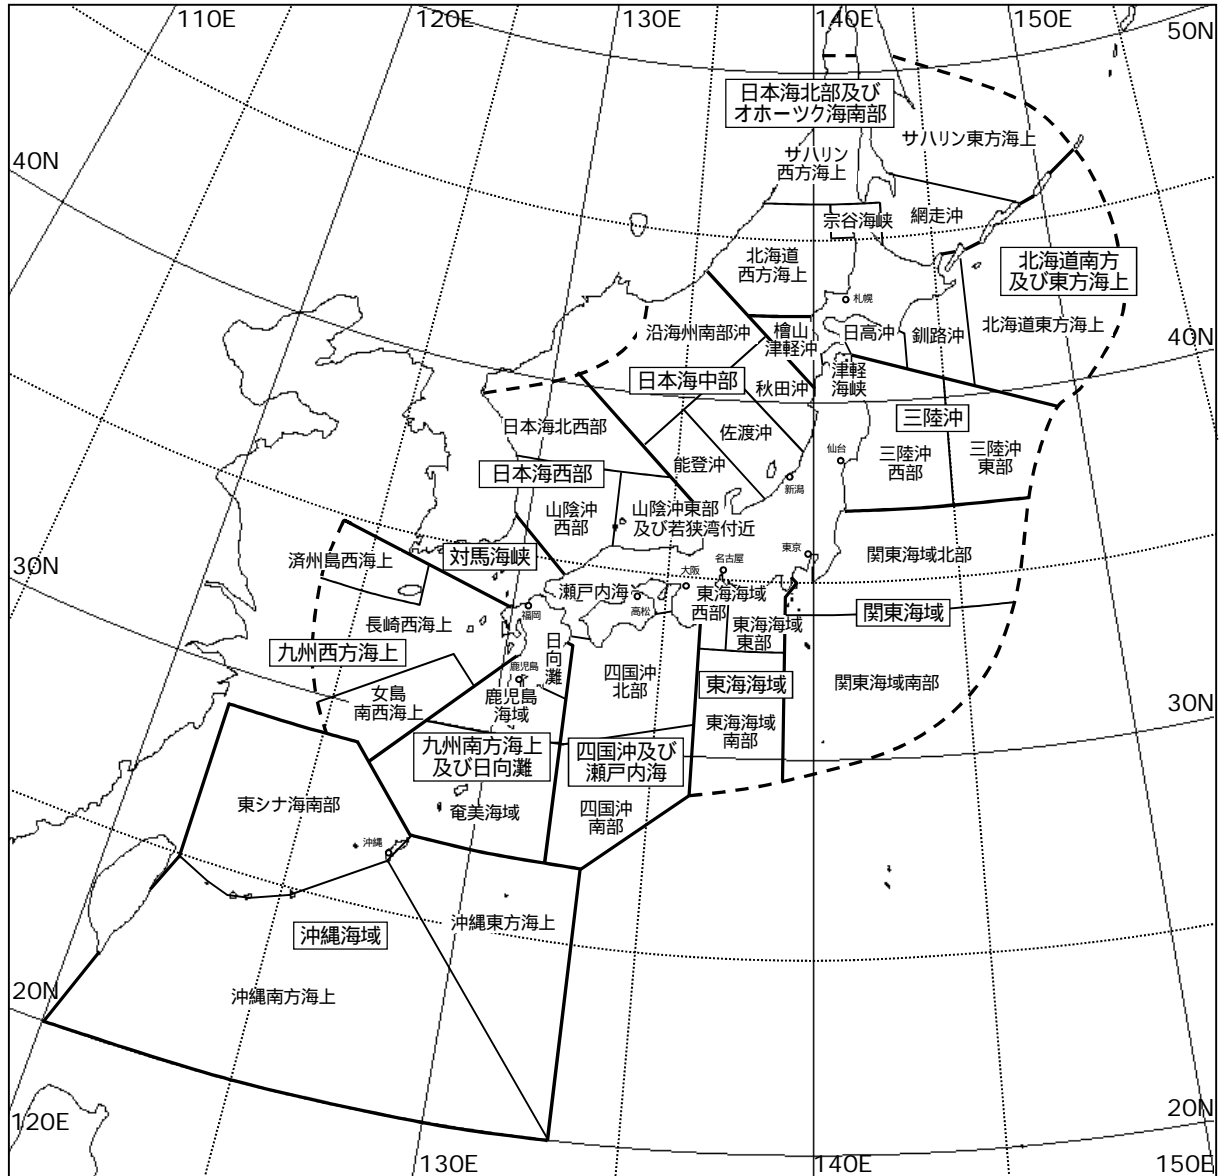 110E
120E
130E
140E
150E
50N
日本海北部及び
オホーツク海南部
サハリン東方海上
サハリン
西方海上
40N
宗谷海峡
網走沖
北海道
西方海上
北海道南方
及び東方海上
札幌
沿海州南部沖
檜山
津軽沖
日高沖
釧路沖
北海道東方海上
40N
津軽
海峡
日本海中部
秋田沖
三陸沖
日本海北西部
佐渡沖
能登沖
仙台
三陸沖
西部
三陸沖
東部
日本海西部
新潟
山陰沖
西部
山陰沖東部
及び若狭湾付近
済州島西海上
対馬海峡
東京
関東海域北部
30N
名古屋
大阪
瀬戸内海
高松
福岡
東海海域
西部
東海海域
東部
関東海域
長崎西海上
日向灘
九州西方海上
鹿児島
四国沖
北部
東海海域
関東海域南部
女島
南西海上
鹿児島
海域
30N
東海海域
南部
九州南方海上
及び日向灘
四国沖及び
瀬戸内海
東シナ海南部
奄美海域
四国沖
南部
沖縄
沖縄東方海上
沖縄海域
沖縄南方海上
20N
120E
20N
130E
140E
150E